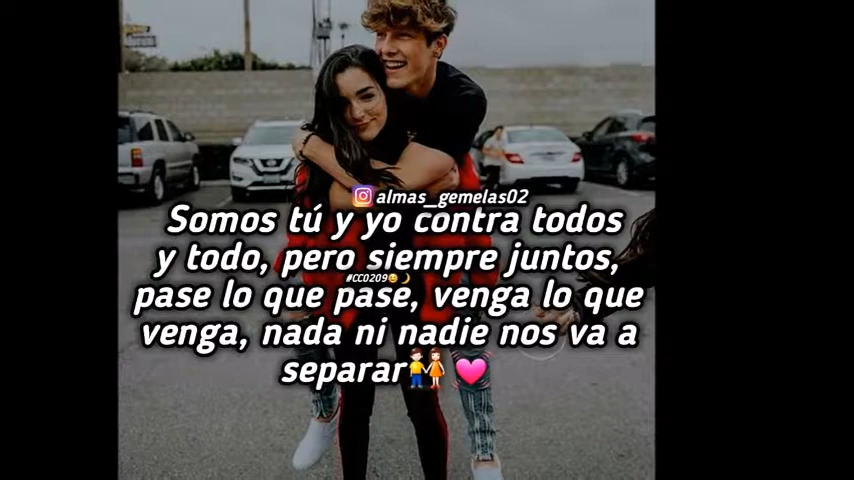 almas_gemelas02
Somos tú y yo contra todos
y todo, pero siempre juntos,
#CC0209😊🌙
pase lo que pase, venga lo que
venga, nada ni nadie nos va a
separar👫💓